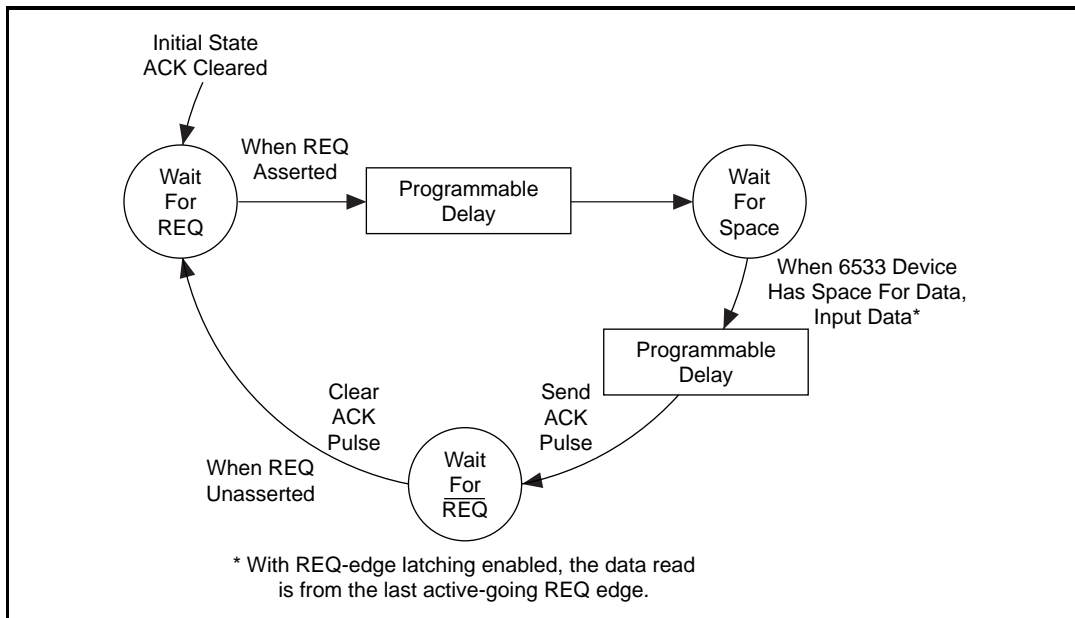 Initial State
ACK Cleared
When REQ
Asserted
Wait
For
REQ
Programmable
Delay
Wait
For
Space
When 6533 Device
Has Space For Data,
Input Data*
Programmable
Delay
Send
ACK
Pulse
Clear
ACK
Pulse
Wait
For
R̅E̅Q̅
When REQ
Unasserted
* With REQ-edge latching enabled, the data read
is from the last active-going REQ edge.